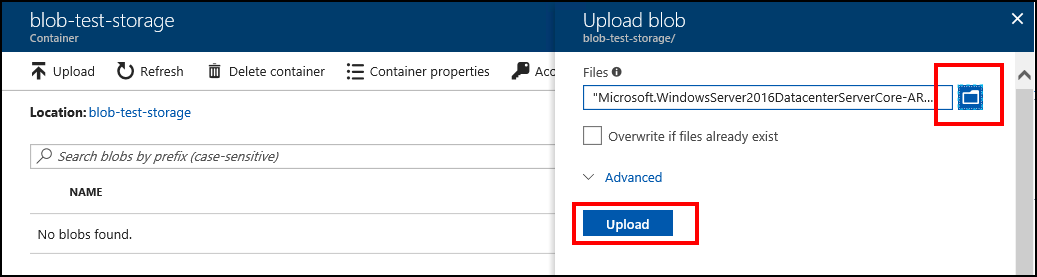 blob-test-storage
Container
Upload
Refresh
Delete container
Container properties
Location: blob-test-storage
Search blobs by prefix (case-sensitive)
NAME
No blobs found.
Upload blob
blob-test-storage/
Files
"Microsoft.WindowsServer2016DatacenterServerCore-AR...
Overwrite if files already exist
Advanced
Upload